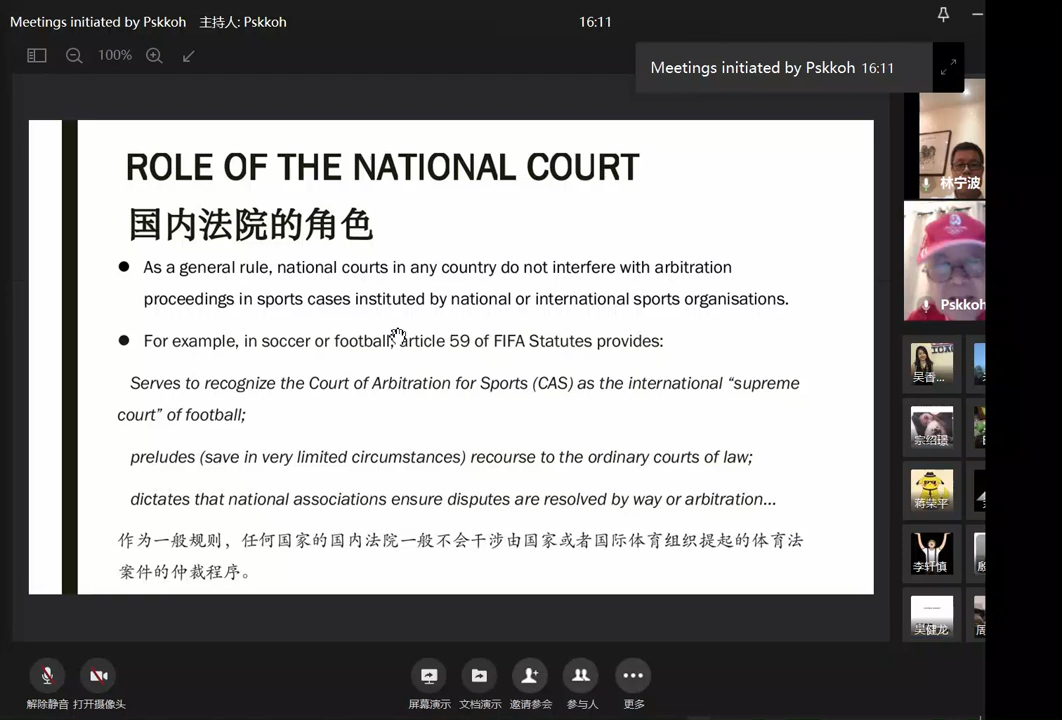 Meetings initiated by Pskkoh 主持人: Pskkoh
16:11
100%
Meetings initiated by Pskkoh 16:11
ROLE OF THE NATIONAL COURT
国内法院的角色
● As a general rule, national courts in any country do not interfere with arbitration
proceedings in sports cases instituted by national or international sports organisations.
● For example, in soccer or football, article 59 of FIFA Statutes provides:
Serves to recognize the Court of Arbitration for Sports (CAS) as the international “supreme
court” of football;
preludes (save in very limited circumstances) recourse to the ordinary courts of law;
dictates that national associations ensure disputes are resolved by way or arbitration...
作为一般规则，任何国家的国内法院一般不会干涉由国家或者国际体育组织提起的体育法
案件的仲裁程序。
林宁波
Pskkoh
吴香...
宗绍璟
蒋荣平
李轩慎
吴健龙
解除静音 打开摄像头 屏幕演示 文档演示 邀请参会 参与人 更多